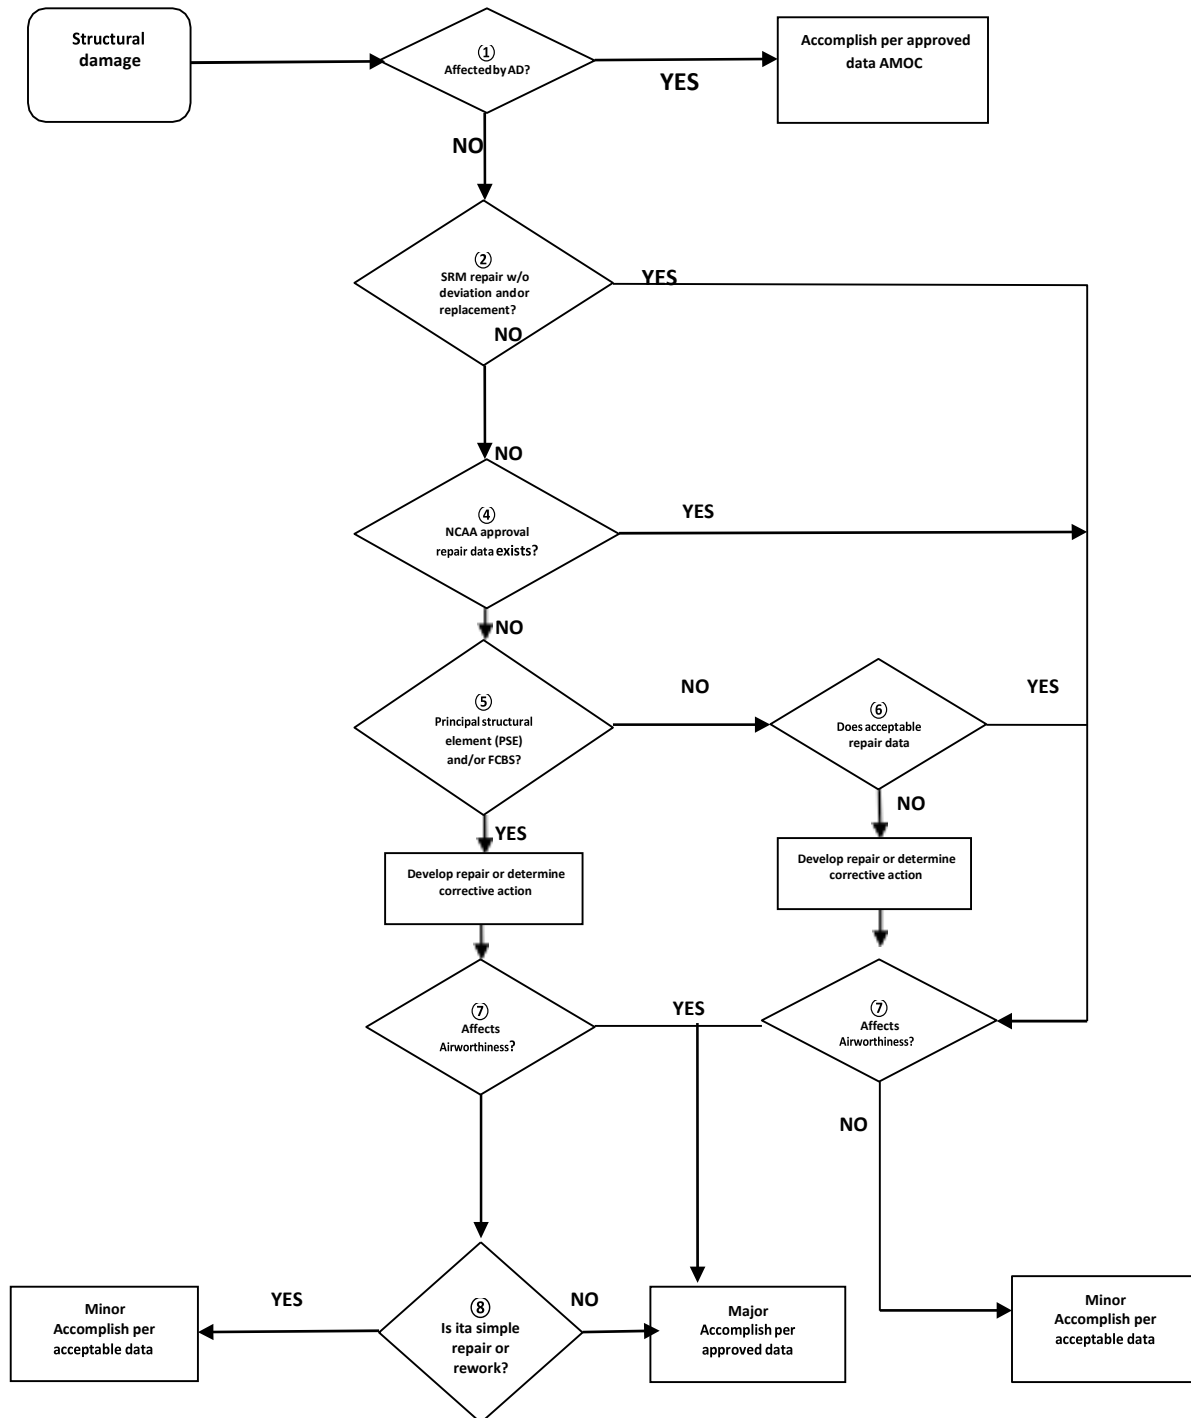 Structural
damage
①
Affected by AD?
YES
Accomplish per approved
data AMOC
NO
②
SRM repair w/o
deviation and/or
replacement?
YES
NO
NO
④
NCAA approval
repair data exists?
YES
NO
⑤
Principal structural
element (PSE)
and/or FCBS?
NO
⑥
Does acceptable
repair data
YES
YES
NO
Develop repair or determine
corrective action
Develop repair or determine
corrective action
⑦
Affects
Airworthiness?
YES
⑦
Affects
Airworthiness?
NO
YES
⑧
Is ita simple
repair or
rework?
NO
Minor
Accomplish per
acceptable data
Major
Accomplish per
approved data
Minor
Accomplish per
acceptable data